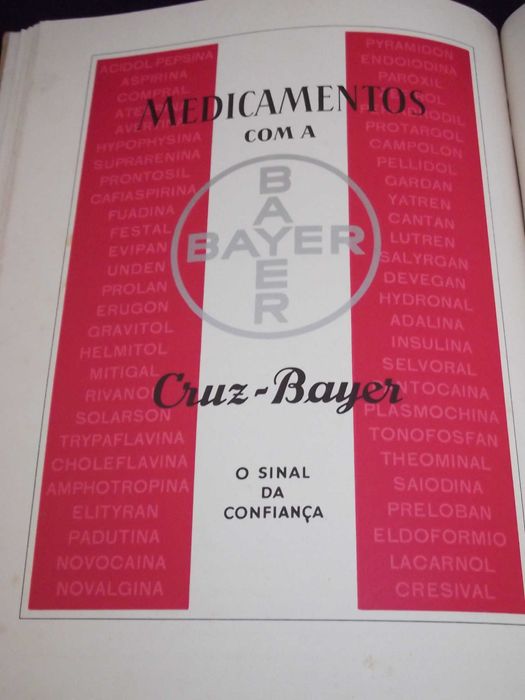 MEDICAMENTOS
COM A
BAYER
BAYER
Cruz-Bayer
O SINAL
DA
CONFIANÇA
ACIDOL PEPSINA
ASPIRINA
COMPRAL
HYPOPHYSINA
SUPRARENINA
PRONTOSIL
CAFIASPIRINA
FUADINA
FESTAL
EVIPAN
UNDEN
PROLAN
ERUGON
GRAVITOL
HELMITOL
MITIGAL
RIVANO
SOLARSON
TRYPAFLAVINA
CHOLEFLAVINA
AMPHOTROPINA
ELITYRAN
PADUTINA
NOVOCAINA
NOVALGINA
PYRAMIDON
ENDOIODINA
PAROXIL
PROTARGOL
CAMPOLON
PELLIDOL
GARDAN
YATREN
CANTAN
LUTREN
SALYRGAN
DEVEGAN
HYDRONAL
ADALINA
INSULINA
SELVORAL
NTOCAINA
PLASMOCHINA
TONOFOSFAN
THEOMINAL
SAIODINA
PRELOBAN
ELDOFORMIO
LACARNOL
CRESIVAL